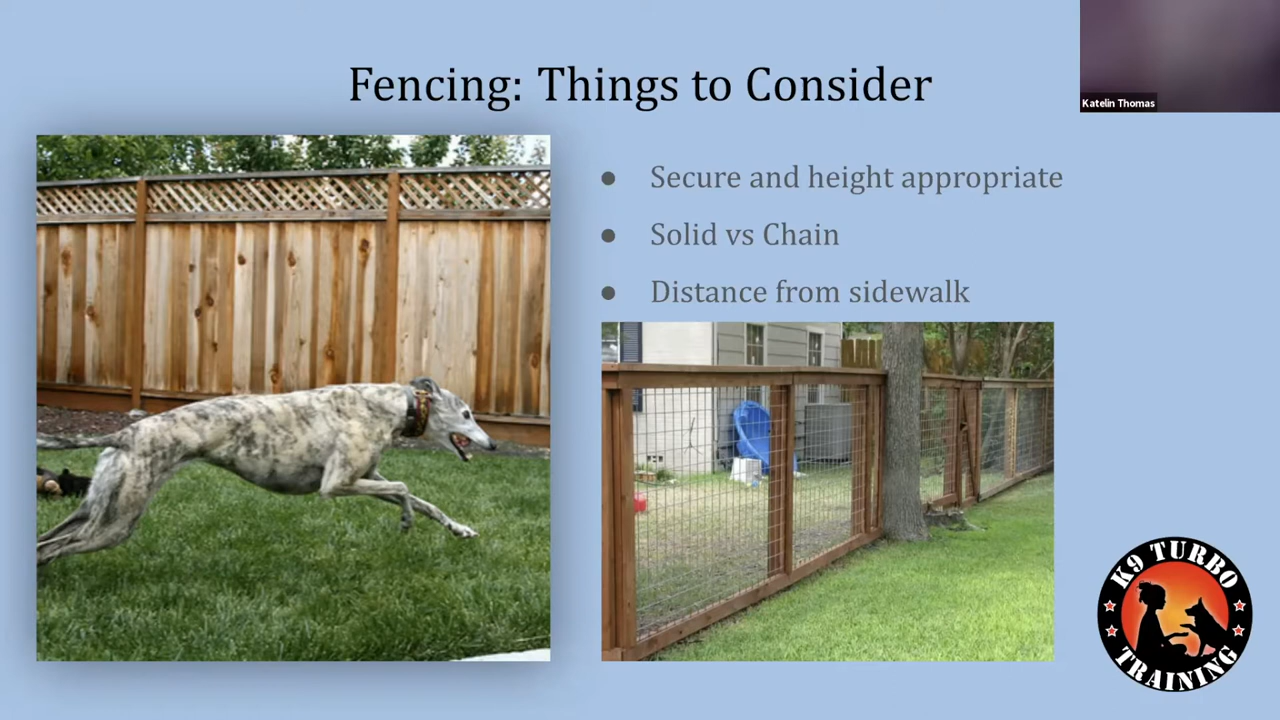 Fencing: Things to Consider
Katelin Thomas
● Secure and height appropriate
● Solid vs Chain
● Distance from sidewalk
K9 TURBO
TRAINING